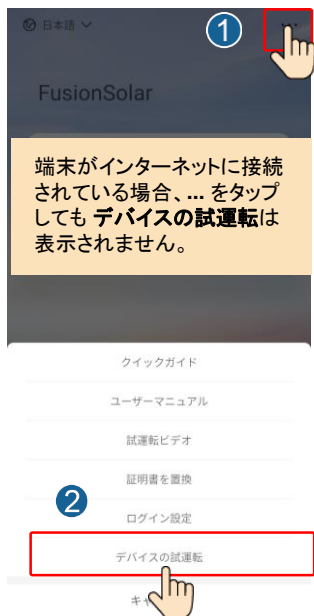 日本語
1
...
FusionSolar
端末がインターネットに接続
されている場合、... をタップ
しても デバイスの試運転は
表示されません。
クイックガイド
ユーザーマニュアル
試運転ビデオ
証明書を置換
2
ログイン設定
デバイスの試運転
キャ